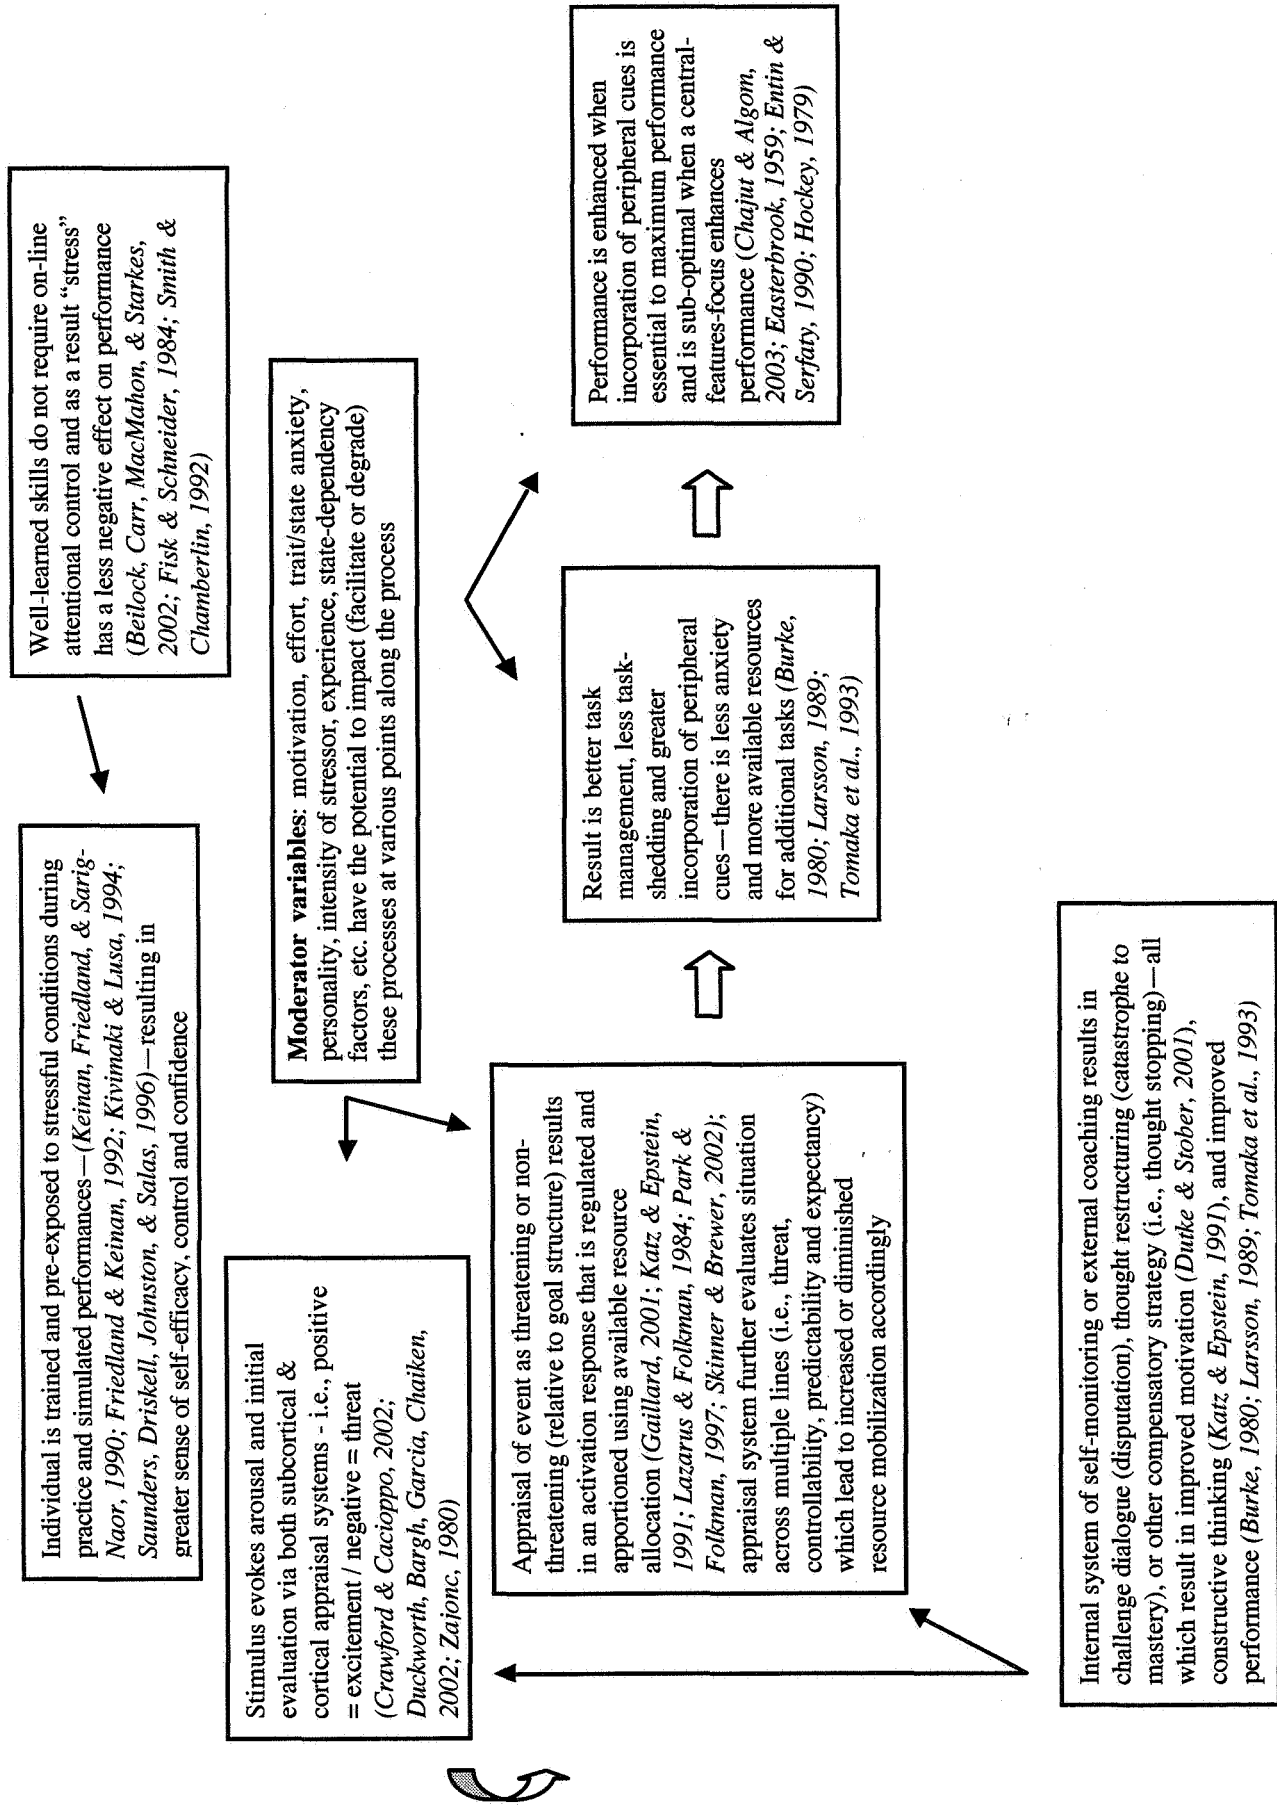 Individual is trained and pre-exposed to stressful conditions during
practice and simulated performances—(Keinan, Friedland, & Sarig-
Naor, 1990; Friedland & Keinan, 1992; Kivimaki & Lusa, 1994;
Saunders, Driskell, Johnston, & Salas, 1996)—resulting in
greater sense of self-efficacy, control and confidence
Well-learned skills do not require on-line
attentional control and as a result “stress”
has a less negative effect on performance
(Beilock, Carr, MacMahon, & Starkes,
2002; Fisk & Schneider, 1984; Smith &
Chamberlin, 1992)
Stimulus evokes arousal and initial
evaluation via both subcortical &
cortical appraisal systems - i.e., positive
= excitement / negative = threat
(Crawford & Cacioppo, 2002;
Duckworth, Bargh, Garcia, Chaiken,
2002; Zajonc, 1980)
Moderator variables: motivation, effort, trait/state anxiety,
personality, intensity of stressor, experience, state-dependency
factors, etc. have the potential to impact (facilitate or degrade)
these processes at various points along the process
Appraisal of event as threatening or non-
threatening (relative to goal structure) results
in an activation response that is regulated and
apportioned using available resource
allocation (Gaillard, 2001; Katz & Epstein,
1991; Lazarus & Folkman, 1984; Park &
Folkman, 1997; Skinner & Brewer, 2002);
appraisal system further evaluates situation
across multiple lines (i.e., threat,
controllability, predictability and expectancy)
which lead to increased or diminished
resource mobilization accordingly
Result is better task
management, less task-
shedding and greater
incorporation of peripheral
cues—there is less anxiety
and more available resources
for additional tasks (Burke,
1980; Larsson, 1989;
Tomaka et al., 1993)
Performance is enhanced when
incorporation of peripheral cues is
essential to maximum performance
and is sub-optimal when a central-
features-focus enhances
performance (Chajut & Algom,
2003; Easterbrook, 1959; Entin &
Serfaty, 1990; Hockey, 1979)
Internal system of self-monitoring or external coaching results in
challenge dialogue (disputation), thought restructuring (catastrophe to
mastery), or other compensatory strategy (i.e., thought stopping)—all
which result in improved motivation (Dutke & Stober, 2001),
constructive thinking (Katz & Epstein, 1991), and improved
performance (Burke, 1980; Larsson, 1989; Tomaka et al., 1993)